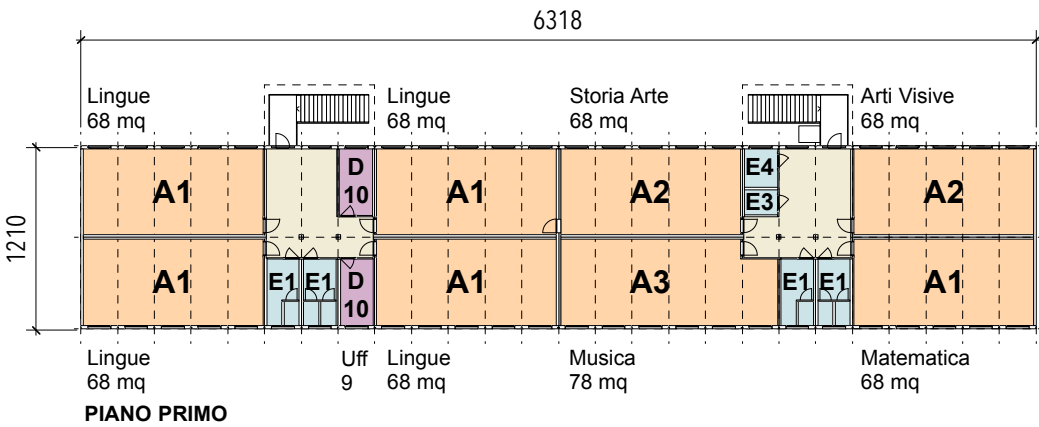 6318
Lingue
68 mq
Lingue
68 mq
Storia Arte
68 mq
Arti Visive
68 mq
1210
A1
D
10
A1
A2
E4
E3
A2
A1
E1
E1
D
10
A1
A3
E1
E1
A1
Lingue
68 mq
Uff
9
Lingue
68 mq
Musica
78 mq
Matematica
68 mq
PIANO PRIMO